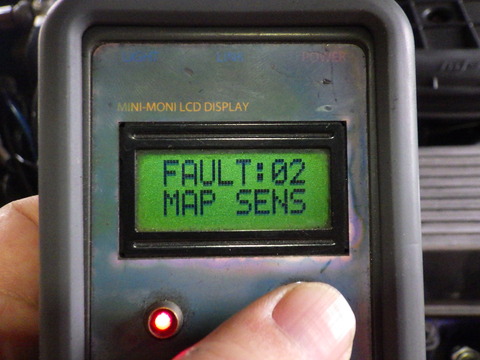 POWER
MINI-MONI LCD DISPLAY
FAULT:02
MAP SENS